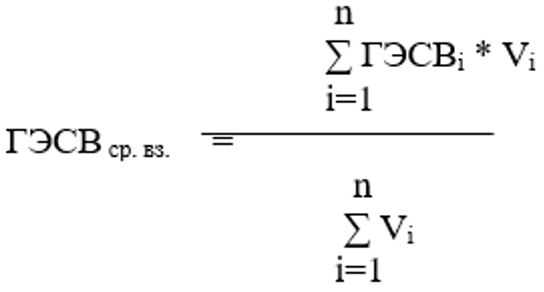 n
∑ ГЭСВi * Vi
i=1
ГЭСВ ср. вз. =
n
∑ Vi
i=1